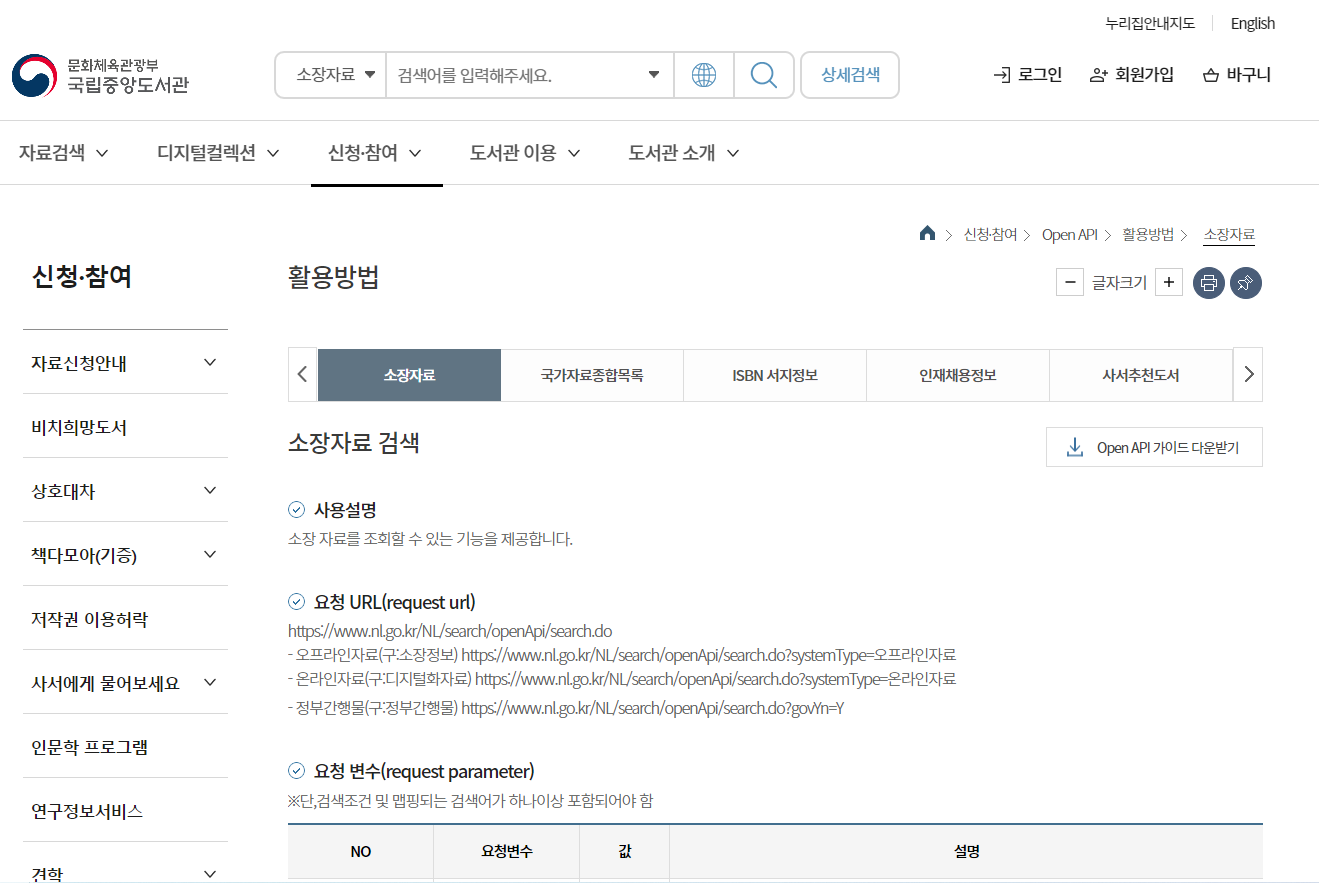 누리집안내지도 English
문화체육관광부
국립중앙도서관
소장자료 검색어를 입력해주세요. 상세검색
로그인 회원가입 바구니
자료검색 디지털컬렉션 신청·참여 도서관 이용 도서관 소개
신청·참여 Open API 활용방법 소장자료
신청·참여
활용방법
글자크기
자료신청안내
비치희망도서
상호대차
책다모아(기증)
저작권 이용허락
사서에게 물어보세요
인문학 프로그램
연구정보서비스
견학
소장자료 국가자료종합목록 ISBN 서지정보 인재채용정보 사서추천도서
소장자료 검색
Open API 가이드 다운받기
사용설명
소장 자료를 조회할 수 있는 기능을 제공합니다.
요청 URL(request url)
https://www.nl.go.kr/NL/search/openApi/search.do
- 오프라인자료(구:소장정보) https://www.nl.go.kr/NL/search/openApi/search.do?systemType=오프라인자료
- 온라인자료(구:디지털화자료) https://www.nl.go.kr/NL/search/openApi/search.do?systemType=온라인자료
- 정부간행물(구:정부간행물) https://www.nl.go.kr/NL/search/openApi/search.do?govYn=Y
요청 변수(request parameter)
※단,검색조건 및 맵핑되는 검색어가 하나이상 포함되어야 함
NO 요청변수 값 설명